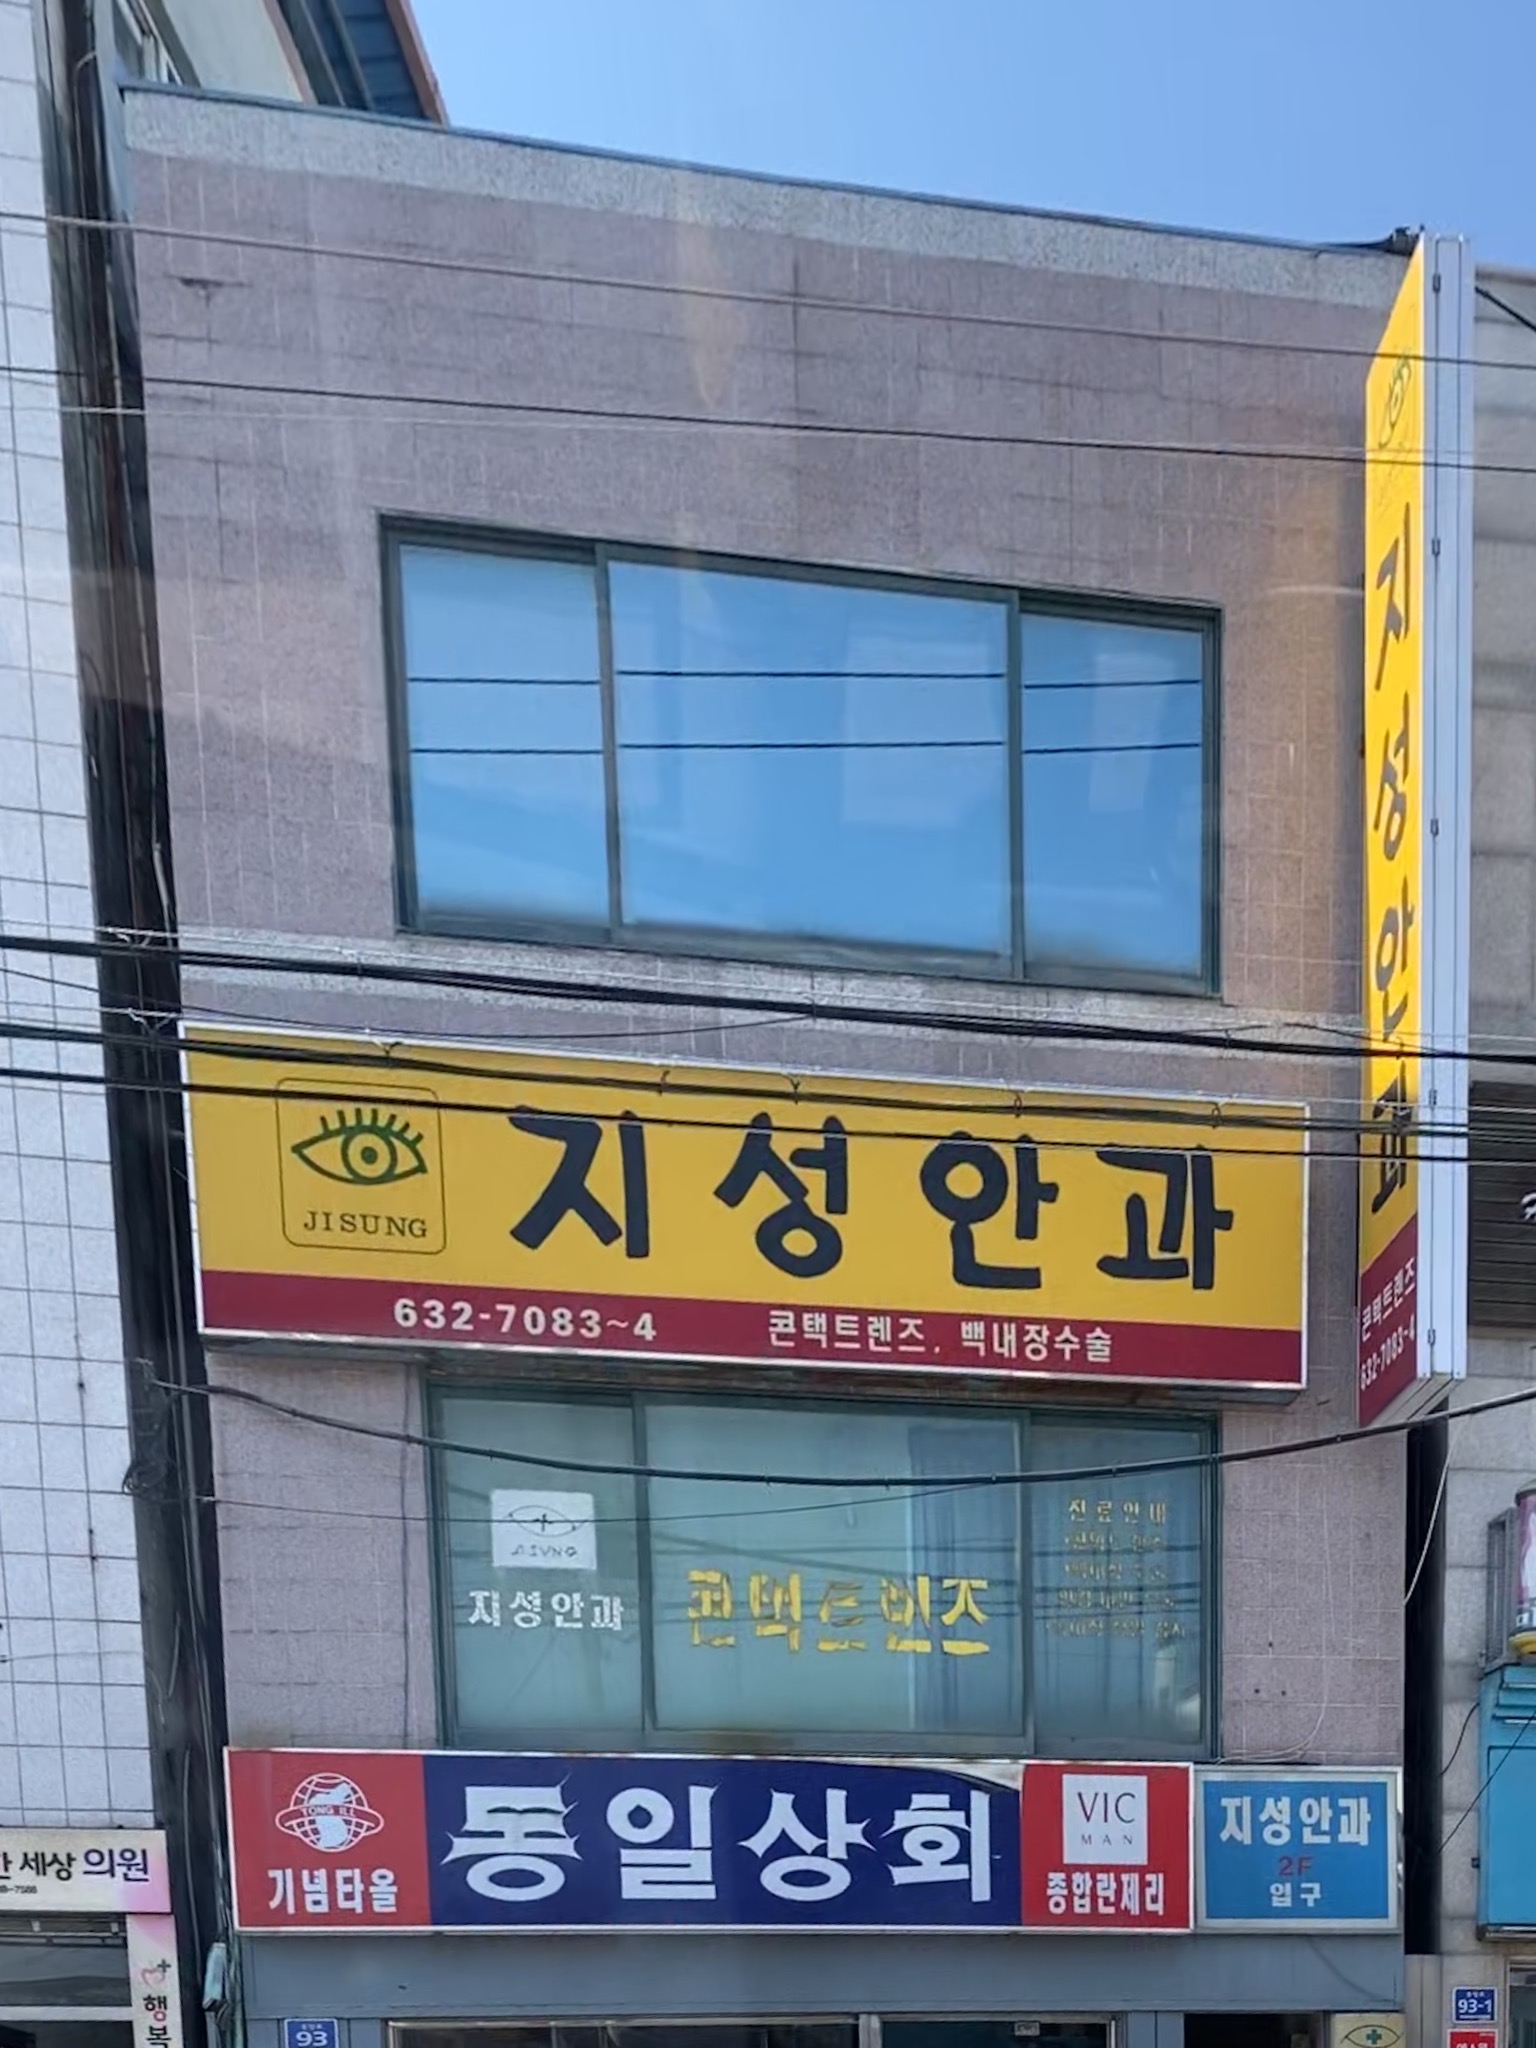 지성안과
콘택트렌즈
632-7083~4
JISUNG
지성안과
632-7083~4 콘택트렌즈, 백내장수술
JISUNG
지성안과
콘택트렌즈
진료안내
TONG ILL
기념타올
동일상회
VIC
MAN
종합란제리
지성안과
2F
입구
세상 의원
행복
93
93-1